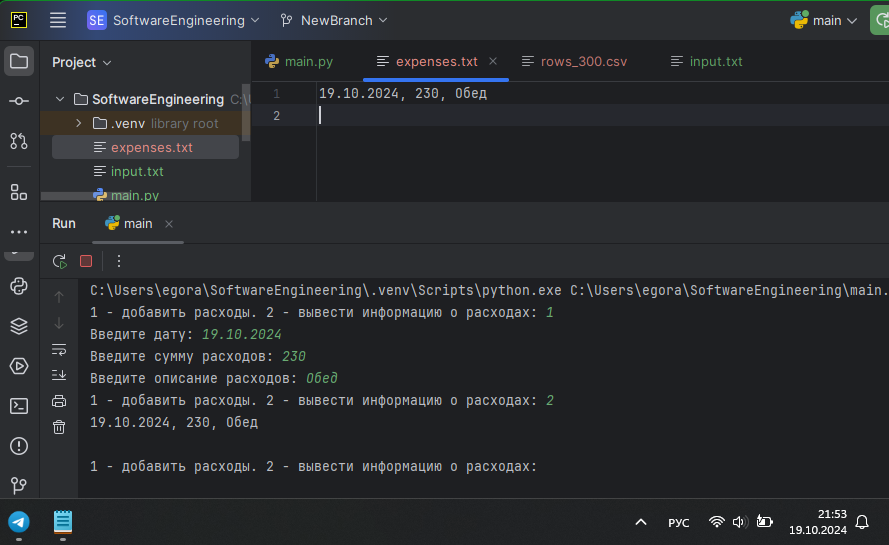 PC
SE SoftwareEngineering NewBranch main
Project
main.py expenses.txt rows_300.csv input.txt
SoftwareEngineering
.venv library root
expenses.txt
input.txt
main.py
1 19.10.2024, 230, Обед
2
Run main
C:\Users\egora\SoftwareEngineering\.venv\Scripts\python.exe C:\Users\egora\SoftwareEngineering\main.
1 - добавить расходы. 2 - вывести информацию о расходах: 1
Введите дату: 19.10.2024
Введите сумму расходов: 230
Введите описание расходов: Обед
1 - добавить расходы. 2 - вывести информацию о расходах: 2
19.10.2024, 230, Обед
1 - добавить расходы. 2 - вывести информацию о расходах:
РУС
21:53
19.10.2024